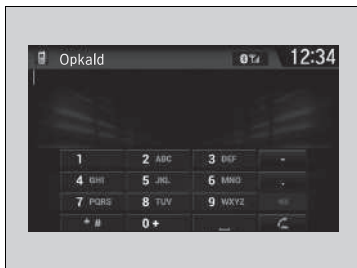 Opkald 12:34
1 2 ABC 3 DEF -
4 GHI 5 JKL 6 MNO .
7 PQRS 8 TUV 9 WXYZ
* # 0 +